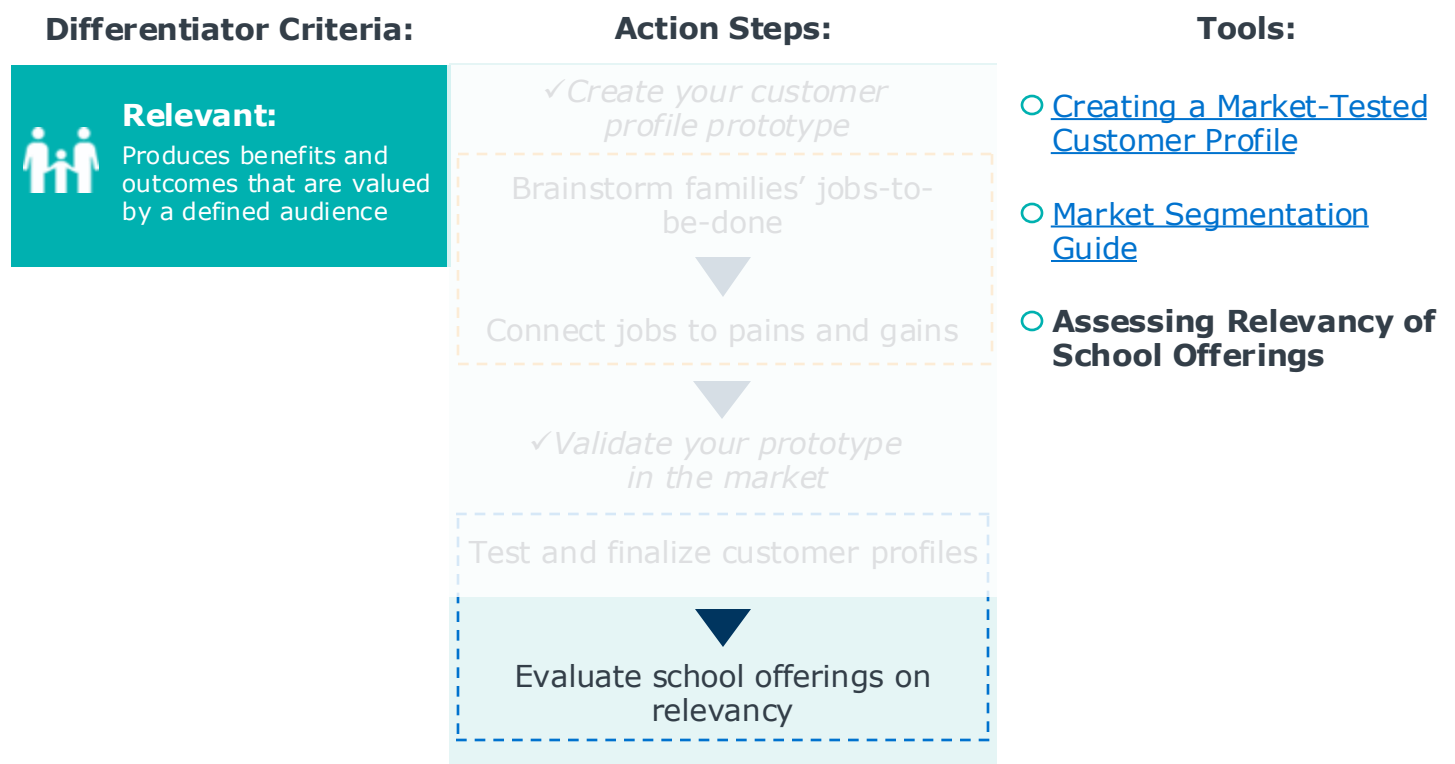 Differentiator Criteria:
Action Steps:
Tools:
Relevant:
Produces benefits and
outcomes that are valued
by a defined audience
✓Create your customer
profile prototype
Brainstorm families’ jobs-to-
be-done
Connect jobs to pains and gains
✓Validate your prototype
in the market
Test and finalize customer profiles
Evaluate school offerings on
relevancy
Creating a Market-Tested
Customer Profile
Market Segmentation
Guide
Assessing Relevancy of
School Offerings